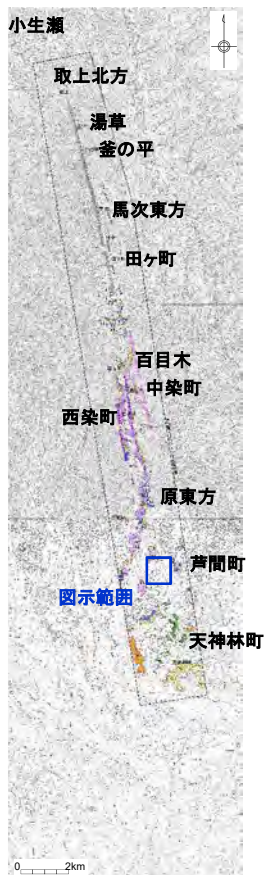 小生瀬
取上北方
湯草
釜の平
馬次東方
田ヶ町
百目木
中染町
西染町
原東方
芦間町
図示範囲
天神林町
0 2km